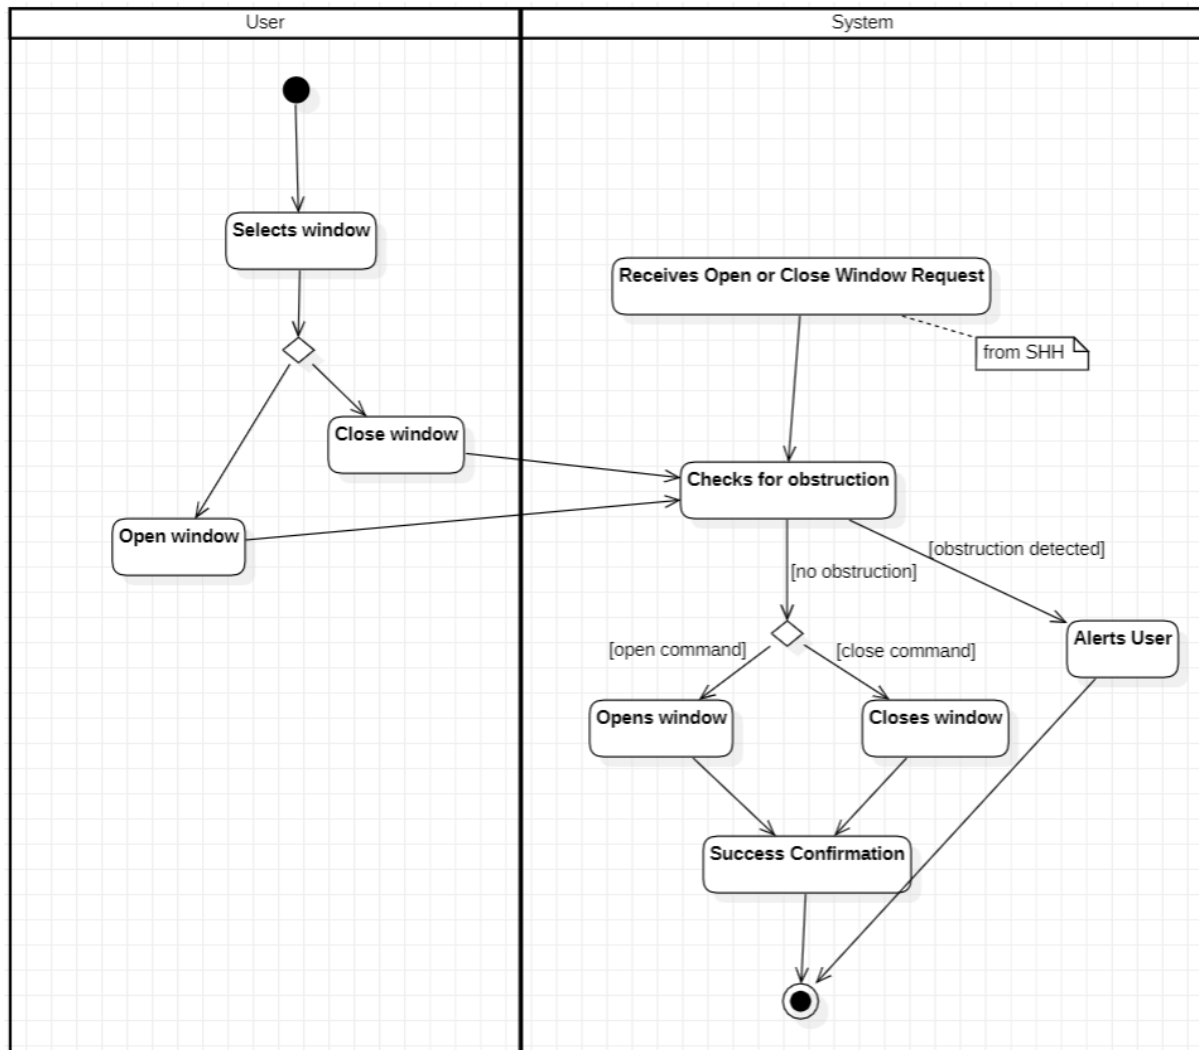 User
System
Selects window
Receives Open or Close Window Request
from SHH
Close window
Checks for obstruction
Open window
[obstruction detected]
[no obstruction]
Alerts User
[open command]
[close command]
Opens window
Closes window
Success Confirmation